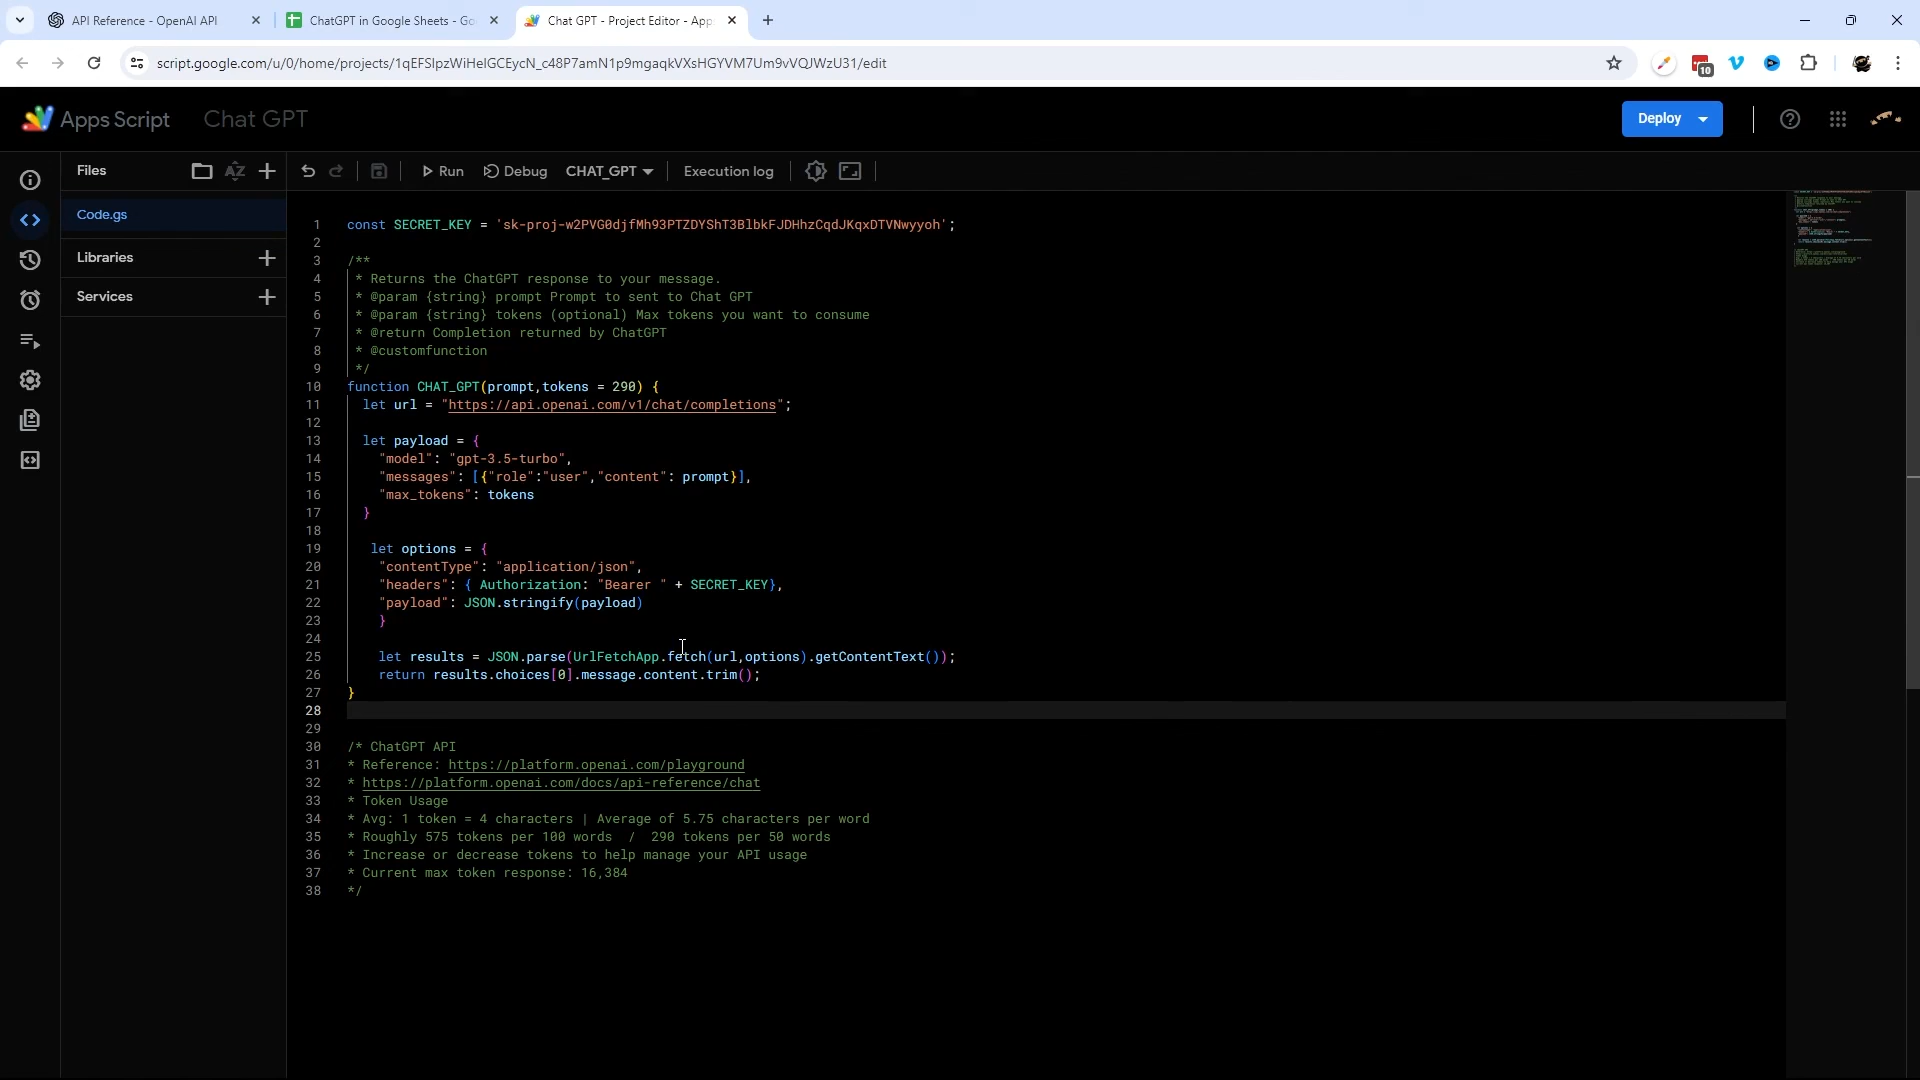 API Reference - OpenAI API
ChatGPT in Google Sheets - Go
Chat GPT - Project Editor - App
script.google.com/u/0/home/projects/1qEFSIpzWiHelGCEycN_c48P7amN1p9mgaqkVXsHGYVM7Um9vVQJWzU31/edit
10
Apps Script
Chat GPT
Deploy
Files
AZ
Run
Debug
CHAT_GPT
Execution log
Code.gs
Libraries
Services
1 const SECRET_KEY = 'sk-proj-w2PVG0djfMh93PTZDYShT3BlbkFJDHhzCqdJKqxDTVNwyyoh';
2
3 /**
4 * Returns the ChatGPT response to your message.
5 * @param {string} prompt Prompt to sent to Chat GPT
6 * @param {string} tokens (optional) Max tokens you want to consume
7 * @return Completion returned by ChatGPT
8 * @customfunction
9 */
10 function CHAT_GPT(prompt,tokens = 290) {
11 let url = "https://api.openai.com/v1/chat/completions";
12
13 let payload = {
14 "model": "gpt-3.5-turbo",
15 "messages": [{"role":"user","content": prompt}],
16 "max_tokens": tokens
17 }
18
19 let options = {
20 "contentType": "application/json",
21 "headers": { Authorization: "Bearer " + SECRET_KEY},
22 "payload": JSON.stringify(payload)
23 }
24
25 let results = JSON.parse(UrlFetchApp.fetch(url,options).getContentText());
26 return results.choices[0].message.content.trim();
27 }
28
29
30 /* ChatGPT API
31 * Reference: https://platform.openai.com/playground
32 * https://platform.openai.com/docs/api-reference/chat
33 * Token Usage
34 * Avg: 1 token = 4 characters | Average of 5.75 characters per word
35 * Roughly 575 tokens per 100 words / 290 tokens per 50 words
36 * Increase or decrease tokens to help manage your API usage
37 * Current max token response: 16,384
38 */